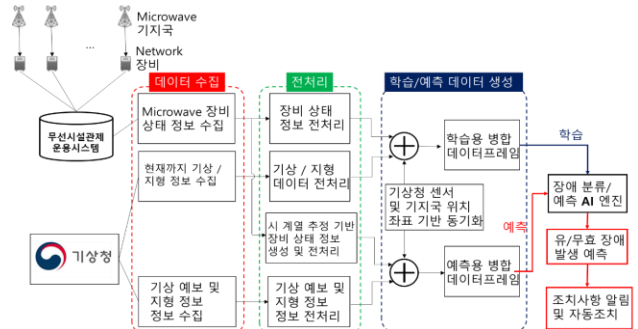 Microwave
기지국
...
Network
장비
데이터 수집
전처리
학습/예측 데이터 생성
무선시설관제
운용시스템
Microwave 장비
상태 정보 수집
장비 상태
정보 전처리
학습용 병합
데이터프레임
학습
현재까지 기상 /
지형 정보 수집
기상 / 지형
데이터 전처리
기상청 센서
및 기지국 위치
좌표 기반 동기화
장애 분류/
예측 AI 엔진
시 계열 추정 기반
장비 상태 정보
생성 및 전처리
예측
유/무효 장애
발생 예측
기상청
기상 예보 및
지형 정보
정보 수집
기상 예보 및
지형 정보
정보 전처리
예측용 병합
데이터프레임
조치사항 알림
및 자동조치